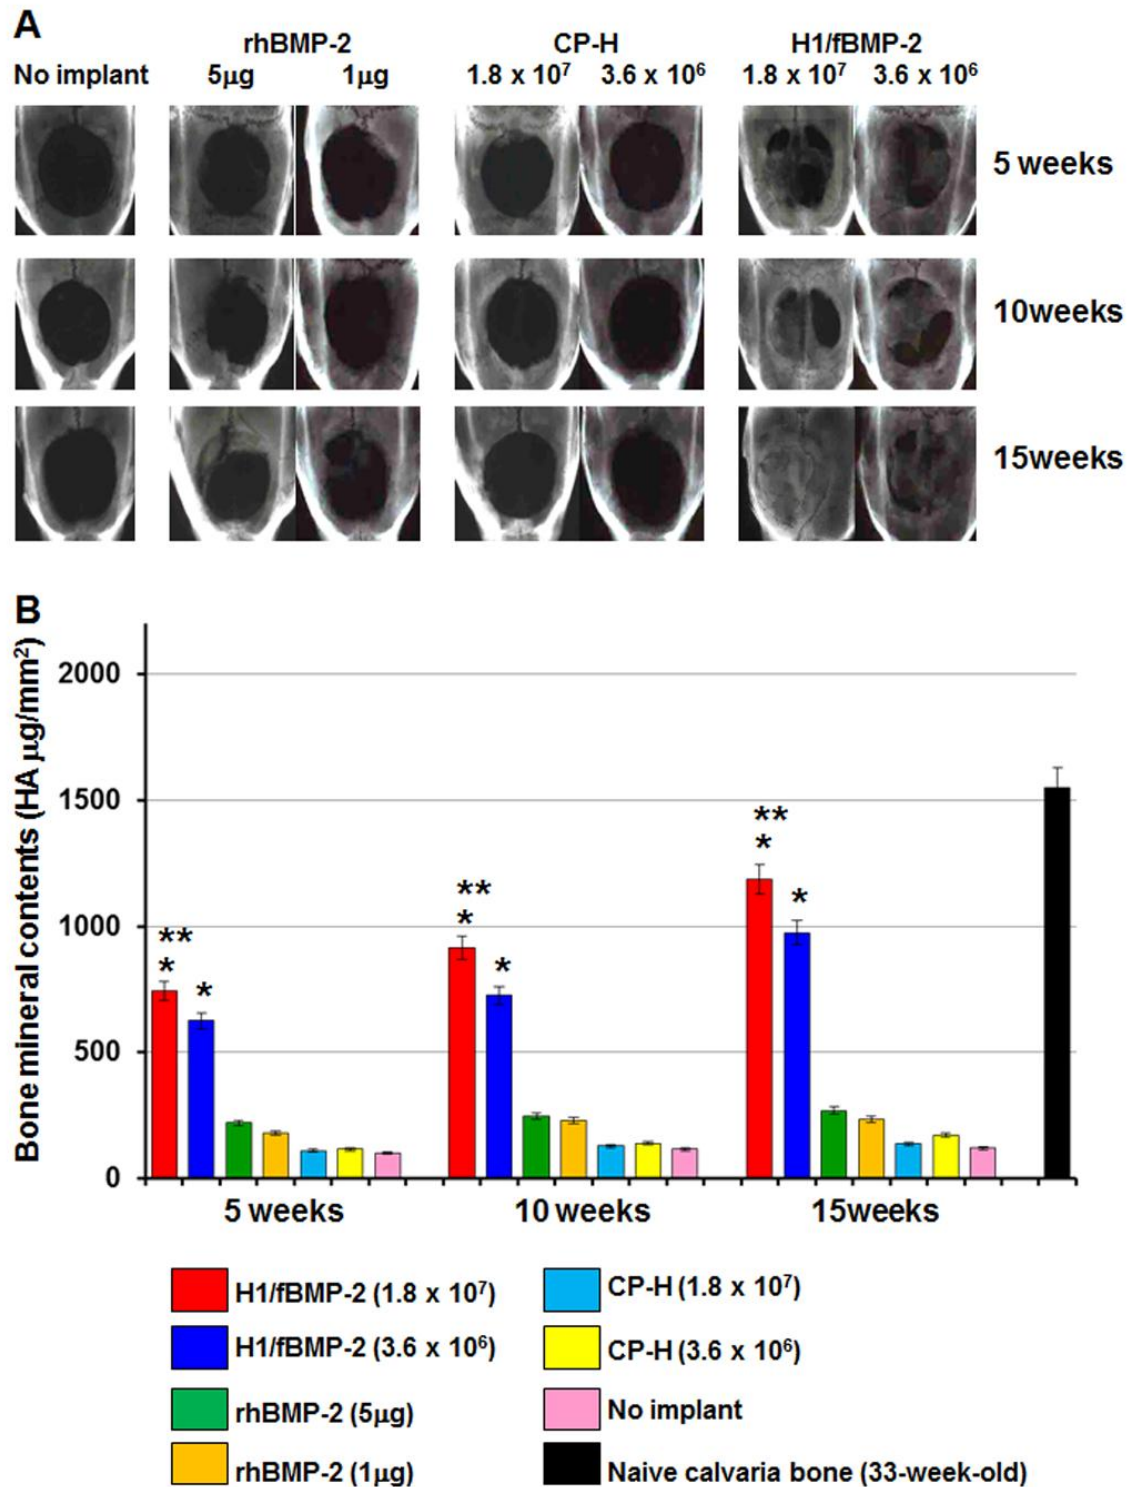 A
rhBMP-2 CP-H H1/fBMP-2
No implant 5μg 1μg 1.8 x 10⁷ 3.6 x 10⁶ 1.8 x 10⁷ 3.6 x 10⁶
5 weeks
10weeks
15weeks
B
Bone mineral contents (HA μg/mm²)
2000
1500
1000
500
0
** * *
** * *
** * *
5 weeks 10 weeks 15weeks
H1/fBMP-2 (1.8 x 10⁷)
H1/fBMP-2 (3.6 x 10⁶)
rhBMP-2 (5μg)
rhBMP-2 (1μg)
CP-H (1.8 x 10⁷)
CP-H (3.6 x 10⁶)
No implant
Naive calvaria bone (33-week-old)